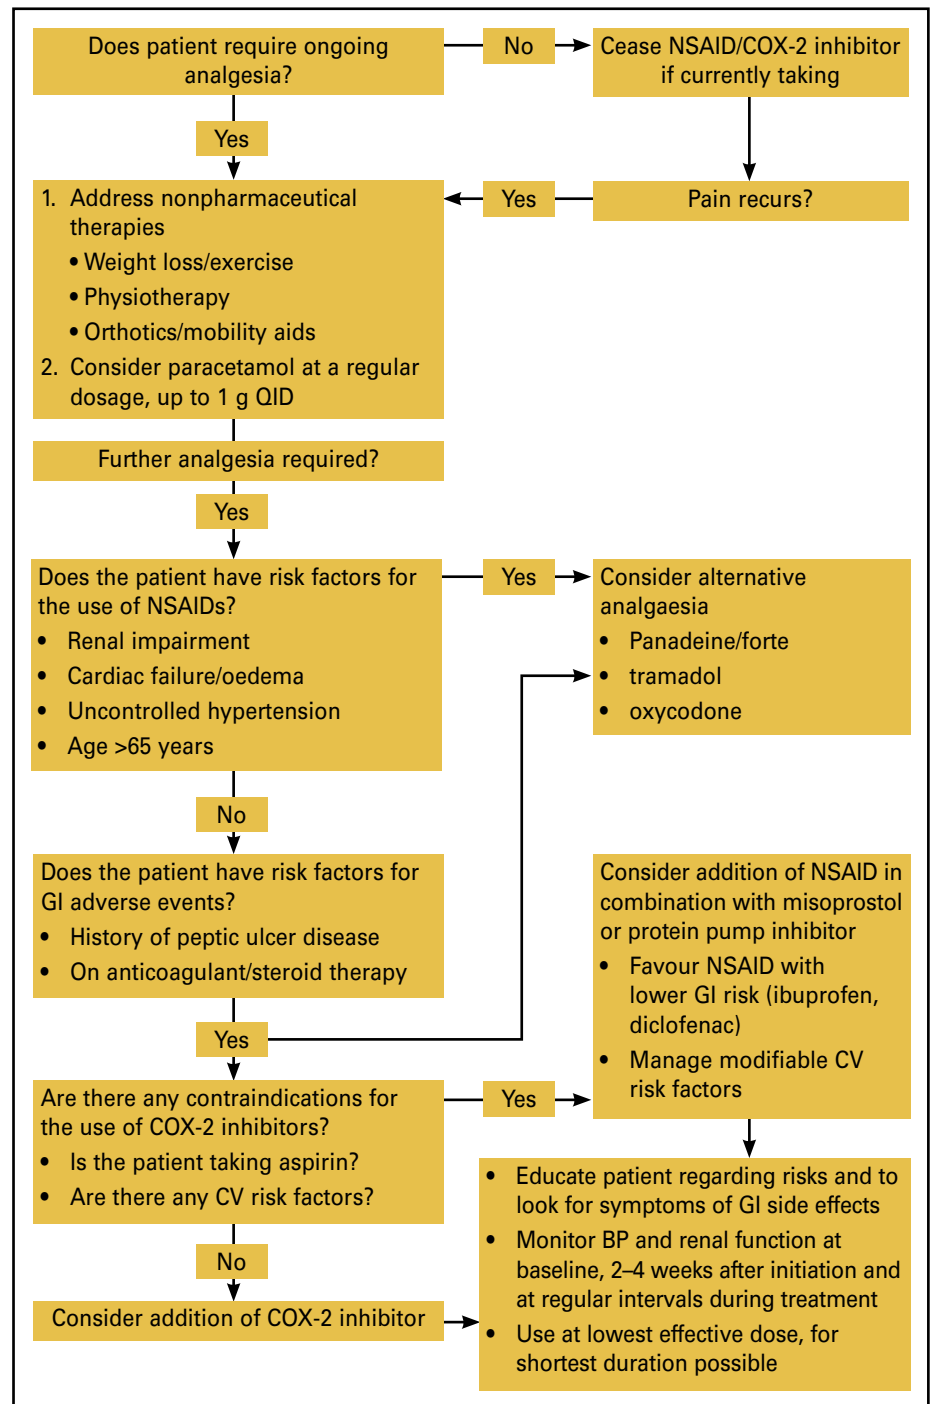 Does patient require ongoing
analgesia?
No
Cease NSAID/COX-2 inhibitor
if currently taking
Yes
1. Address nonpharmaceutical
therapies
• Weight loss/exercise
• Physiotherapy
• Orthotics/mobility aids
2. Consider paracetamol at a regular
dosage, up to 1 g QID
Yes
Pain recurs?
Further analgesia required?
Yes
Does the patient have risk factors for
the use of NSAIDs?
• Renal impairment
• Cardiac failure/oedema
• Uncontrolled hypertension
• Age >65 years
Yes
Consider alternative
analgaesia
• Panadeine/forte
• tramadol
• oxycodone
No
Does the patient have risk factors for
GI adverse events?
• History of peptic ulcer disease
• On anticoagulant/steroid therapy
Yes
Are there any contraindications for
the use of COX-2 inhibitors?
• Is the patient taking aspirin?
• Are there any CV risk factors?
Yes
Consider addition of NSAID in
combination with misoprostol
or protein pump inhibitor
• Favour NSAID with
lower GI risk (ibuprofen,
diclofenac)
• Manage modifiable CV
risk factors
No
Consider addition of COX-2 inhibitor
• Educate patient regarding risks and to
look for symptoms of GI side effects
• Monitor BP and renal function at
baseline, 2–4 weeks after initiation and
at regular intervals during treatment
• Use at lowest effective dose, for
shortest duration possible